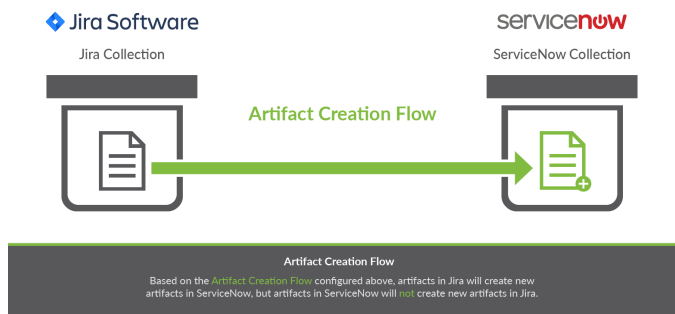 Jira Software
servicenow
Jira Collection
ServiceNow Collection
Artifact Creation Flow
Artifact Creation Flow
Based on the Artifact Creation Flow configured above, artifacts in Jira will create new
artifacts in ServiceNow, but artifacts in ServiceNow will not create new artifacts in Jira.